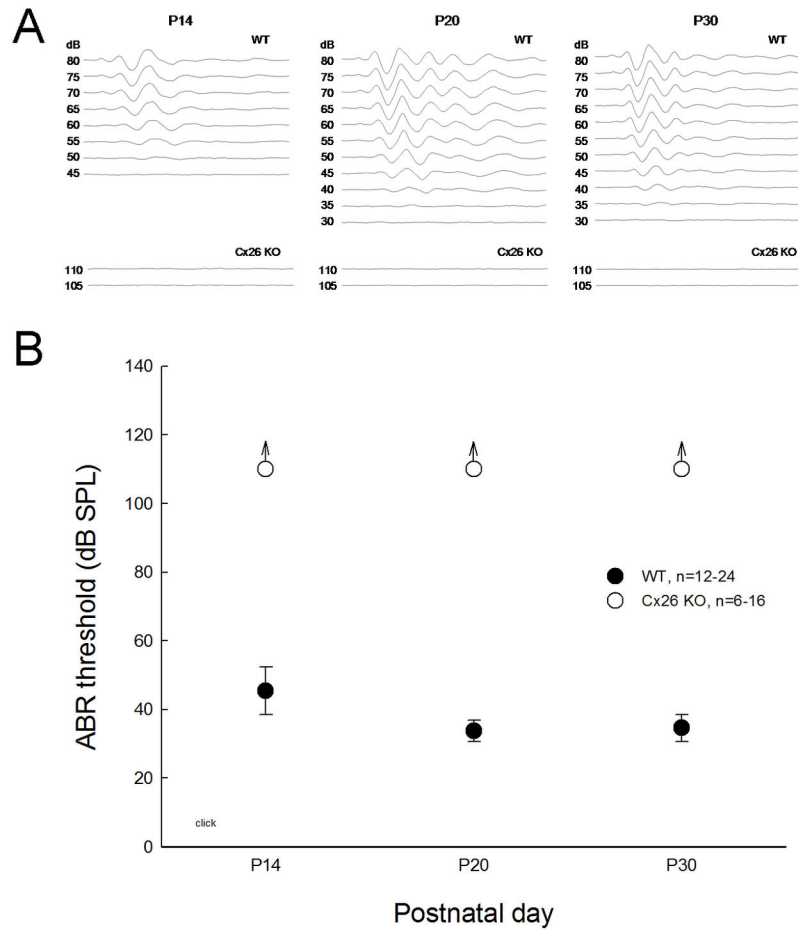 A
P14
WT
dB
80
75
70
65
60
55
50
45
Cx26 KO
110
105
P20
WT
dB
80
75
70
65
60
55
50
45
40
35
30
Cx26 KO
110
105
P30
WT
dB
80
75
70
65
60
55
50
45
40
35
30
Cx26 KO
110
105
B
ABR threshold (dB SPL)
140
120
100
80
60
40
20
0
WT, n=12-24
Cx26 KO, n=6-16
click
P14
P20
P30
Postnatal day